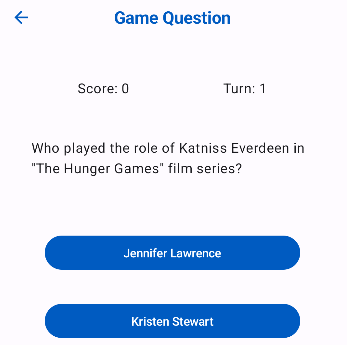 Game Question
Score: 0 Turn: 1
Who played the role of Katniss Everdeen in
"The Hunger Games" film series?
Jennifer Lawrence
Kristen Stewart